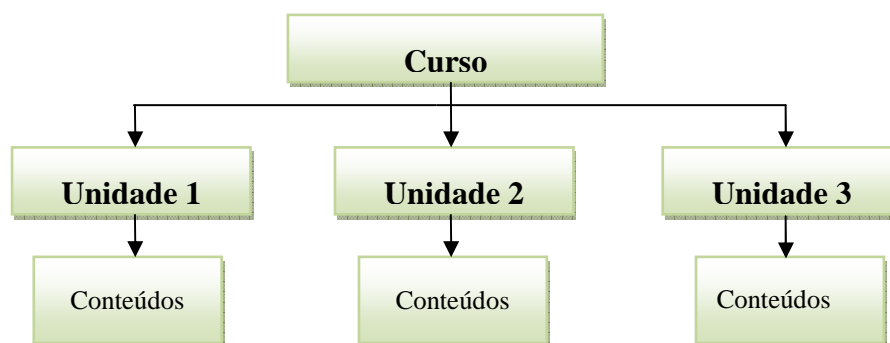 Curso
Unidade 1
Unidade 2
Unidade 3
Conteúdos
Conteúdos
Conteúdos